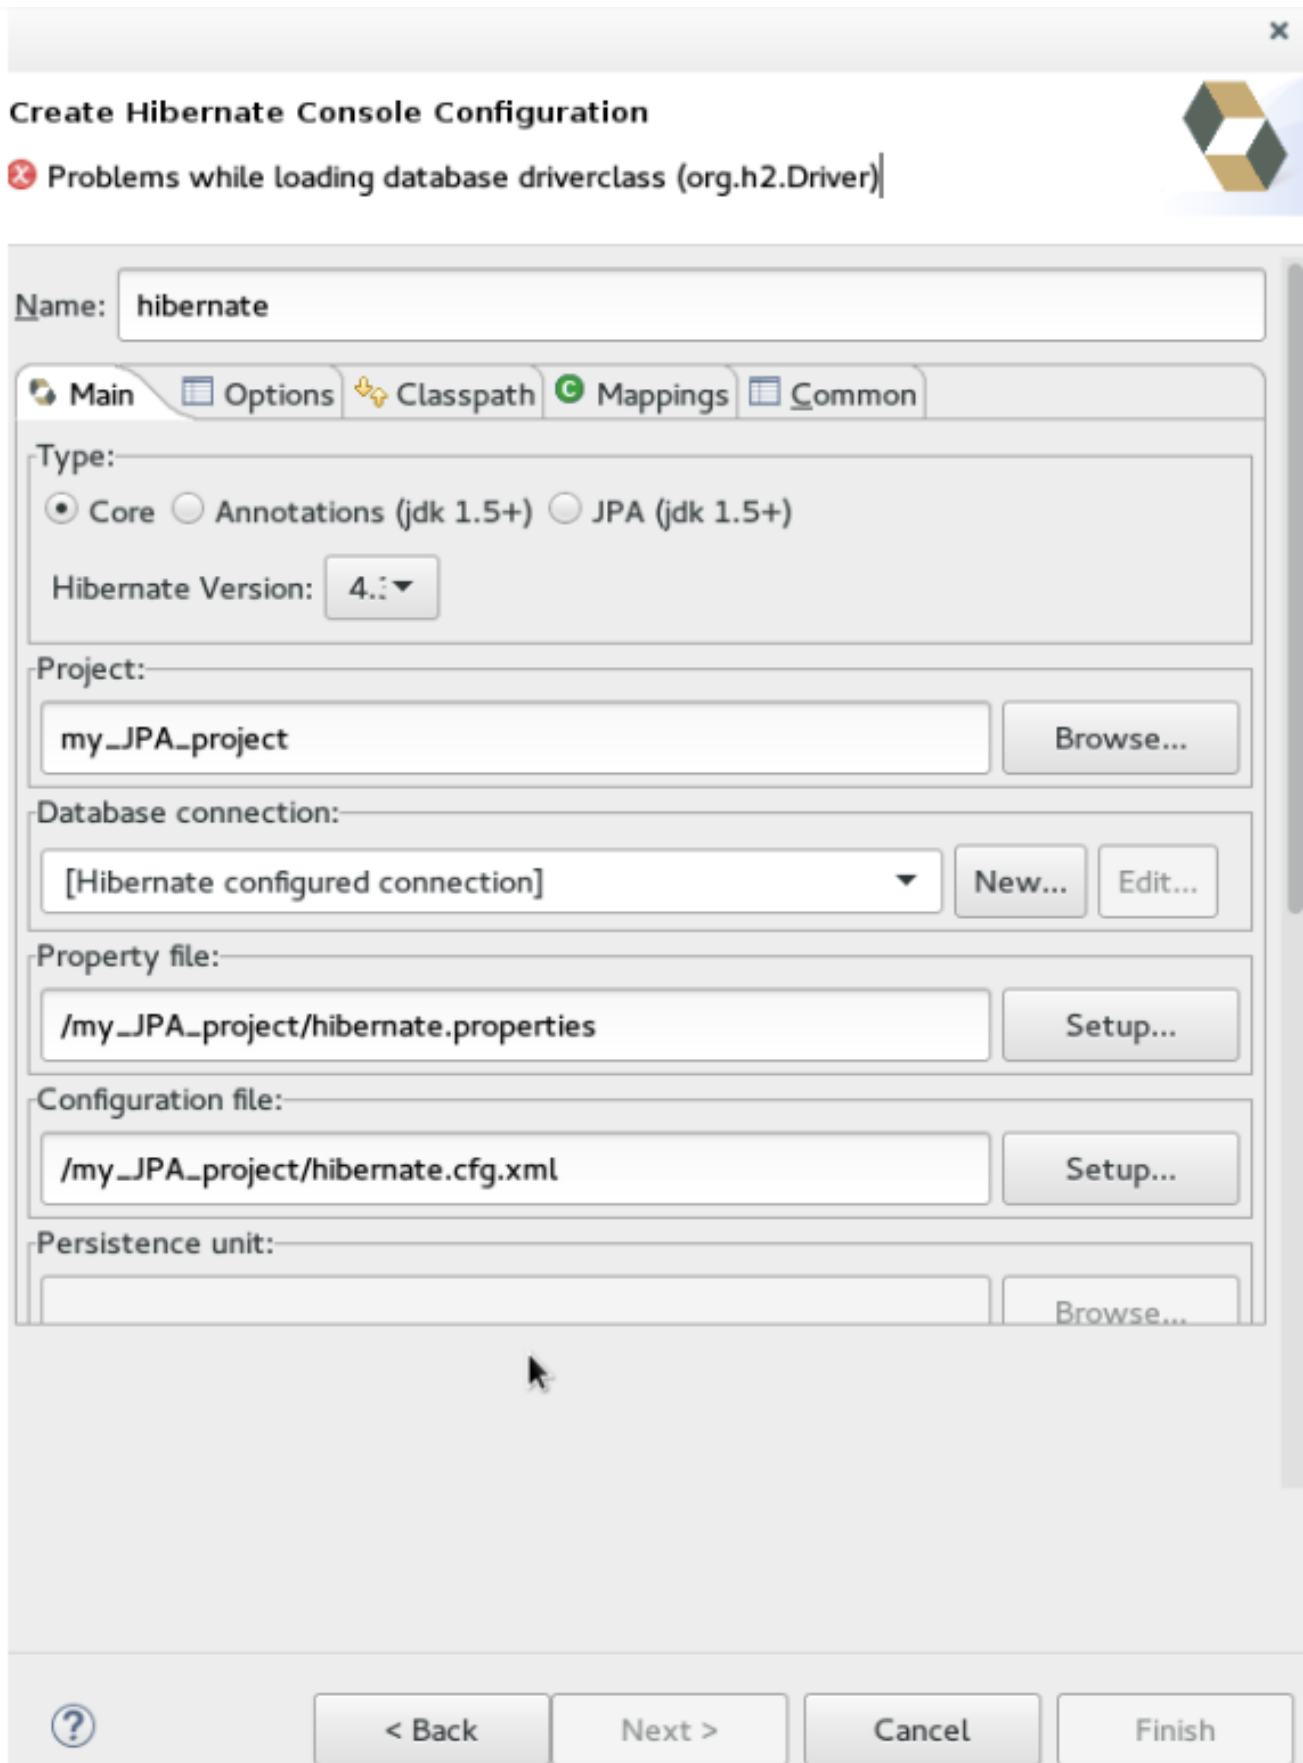 Create Hibernate Console Configuration
Problems while loading database driverclass (org.h2.Driver)
Name: hibernate
Main Options Classpath Mappings Common
Type:
Core Annotations (jdk 1.5+) JPA (jdk 1.5+)
Hibernate Version:
Project:
my_JPA_project Browse...
Database connection:
[Hibernate configured connection] New... Edit...
Property file:
/my_JPA_project/hibernate.properties Setup...
Configuration file:
/my_JPA_project/hibernate.cfg.xml Setup...
Persistence unit:
Browse...
< Back Next > Cancel Finish